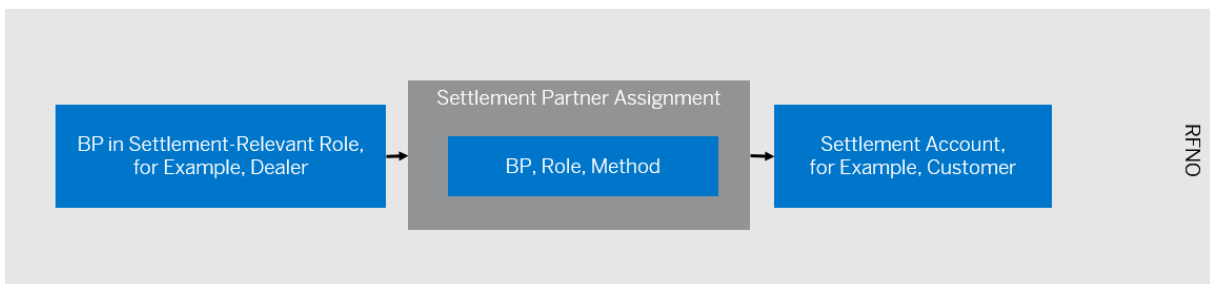 Settlement Partner Assignment
BP in Settlement-Relevant Role,
for Example, Dealer
BP, Role, Method
Settlement Account,
for Example, Customer
RFNO